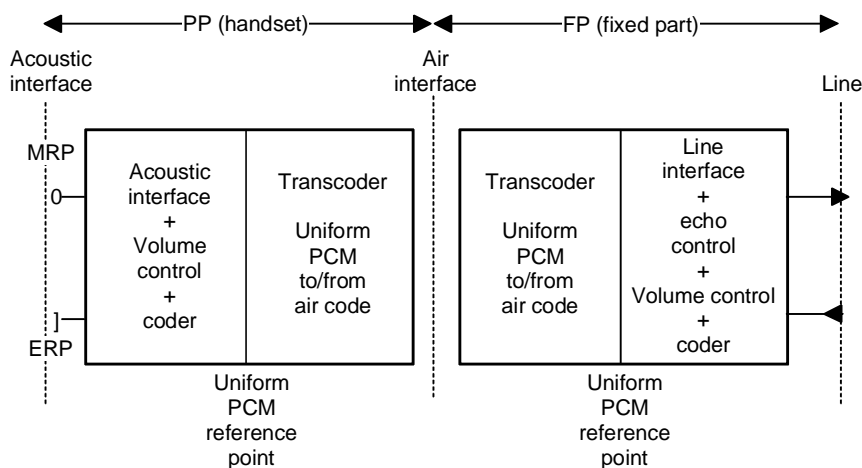 PP (handset)
FP (fixed part)
Acoustic
interface
Air
interface
Line
MRP
0
]
ERP
Acoustic
interface
+
Volume
control
+
coder
Transcoder
Uniform
PCM
to/from
air code
Transcoder
Uniform
PCM
to/from
air code
Line
interface
+
echo
control
+
Volume control
+
coder
Uniform
PCM
reference
point
Uniform
PCM
reference
point